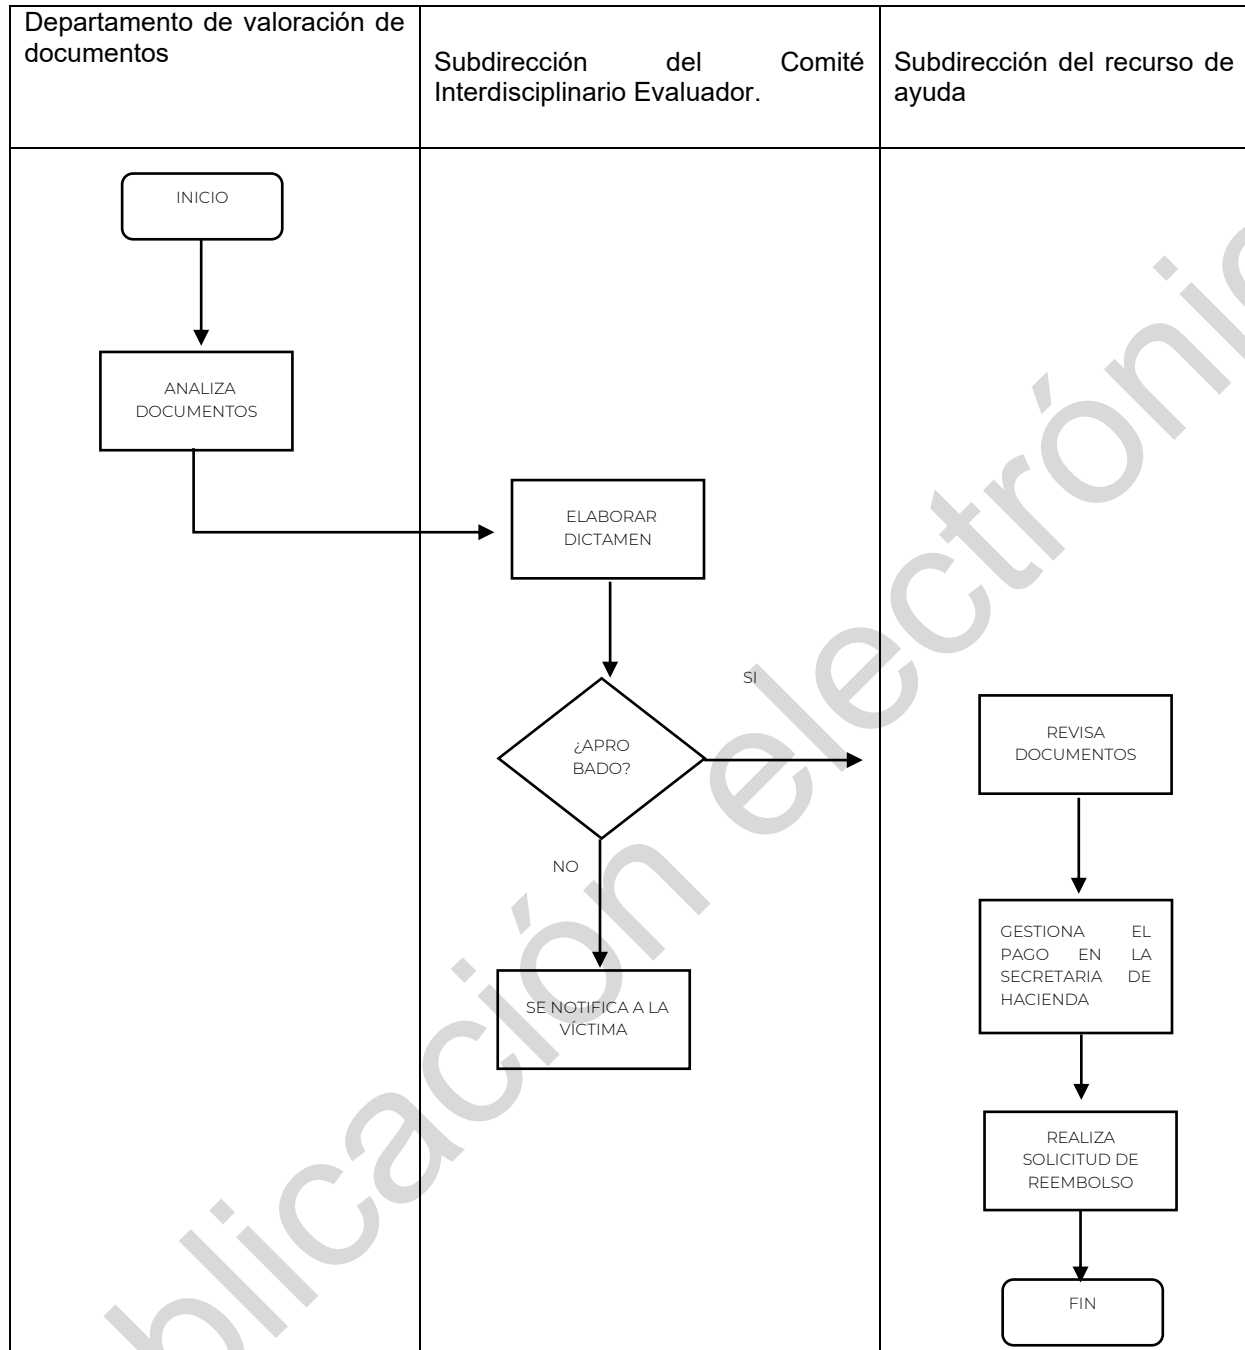 Departamento de valoración de
documentos
Subdirección del Comité
Interdisciplinario Evaluador.
Subdirección del recurso de
ayuda
INICIO
ANALIZA
DOCUMENTOS
ELABORAR
DICTAMEN
¿APRO
BADO?
SI
NO
SE NOTIFICA A LA
VÍCTIMA
REVISA
DOCUMENTOS
GESTIONA EL
PAGO EN LA
SECRETARIA DE
HACIENDA
REALIZA
SOLICITUD DE
REEMBOLSO
FIN
blicación electrónic